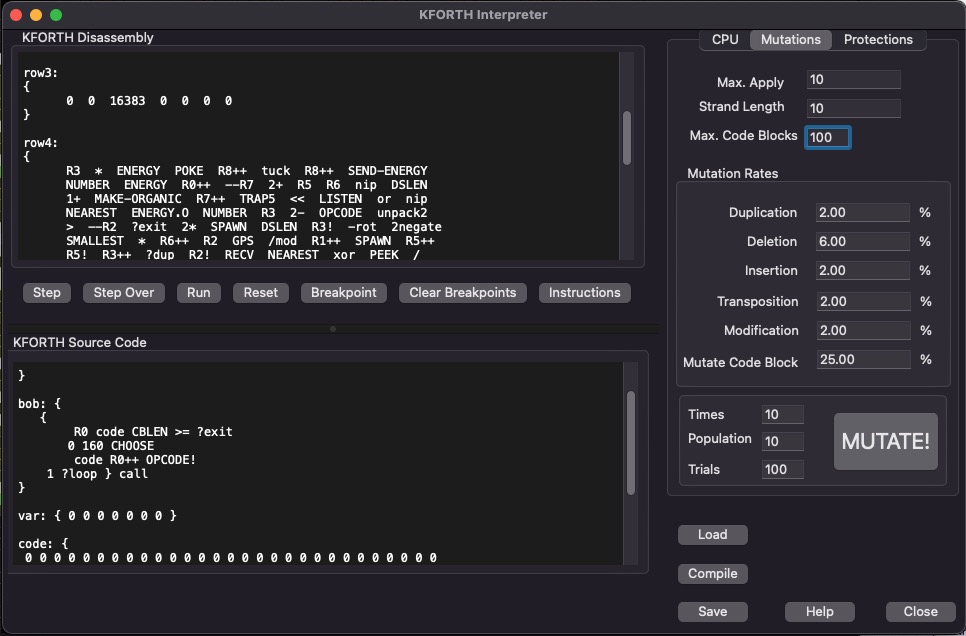 KFORTH Interpreter
KFORTH Disassembly
row3:
{
0 0 16383 0 0 0 0
}
row4:
{
R3 * ENERGY POKE R8++ tuck R8++ SEND-ENERGY
NUMBER ENERGY R0++ --R7 2+ R5 R6 nip DSLEN
1+ MAKE-ORGANIC R7++ TRAP5 << LISTEN or nip
NEAREST ENERGY.O NUMBER R3 2- OPCODE unpack2
> --R2 ?exit 2* SPAWN DSLEN R3! -rot 2negate
SMALLEST * R6++ R2 GPS /mod R1++ SPAWN R5++
R5! R3++ ?dup R2! RECV NEAREST xor PEEK /
Step
Step Over
Run
Reset
Breakpoint
Clear Breakpoints
Instructions
KFORTH Source Code
}
bob: {
{
R0 code CBLEN >= ?exit
0 160 CHOOSE
code R0++ OPCODE!
1 ?loop } call
}
var: { 0 0 0 0 0 0 0 }
code: {
0 0 0 0 0 0 0 0 0 0 0 0 0 0 0 0 0 0 0 0 0 0 0 0 0 0 0 0 0
CPU
Mutations
Protections
Max. Apply 10
Strand Length 10
Max. Code Blocks 100
Mutation Rates
Duplication 2.00 %
Deletion 6.00 %
Insertion 2.00 %
Transposition 2.00 %
Modification 2.00 %
Mutate Code Block 25.00 %
Times 10
Population 10
Trials 100
MUTATE!
Load
Compile
Save
Help
Close